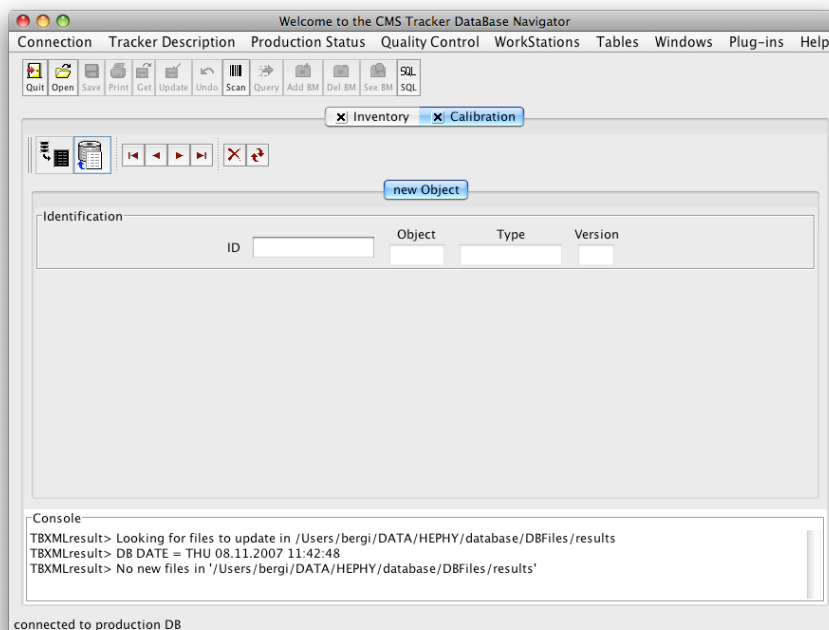 Welcome to the CMS Tracker DataBase Navigator
Connection Tracker Description Production Status Quality Control WorkStations Tables Windows Plug-ins Help
SQL
Quit Open Save Print Get Update Undo Scan Query Add BM Del BM See BM SQL
Inventory Calibration
new Object
Identification
Object Type Version
ID
Console
TBXMLresult> Looking for files to update in /Users/bergi/DATA/HEPHY/database/DBFiles/results
TBXMLresult> DB DATE = THU 08.11.2007 11:42:48
TBXMLresult> No new files in '/Users/bergi/DATA/HEPHY/database/DBFiles/results'
connected to production DB